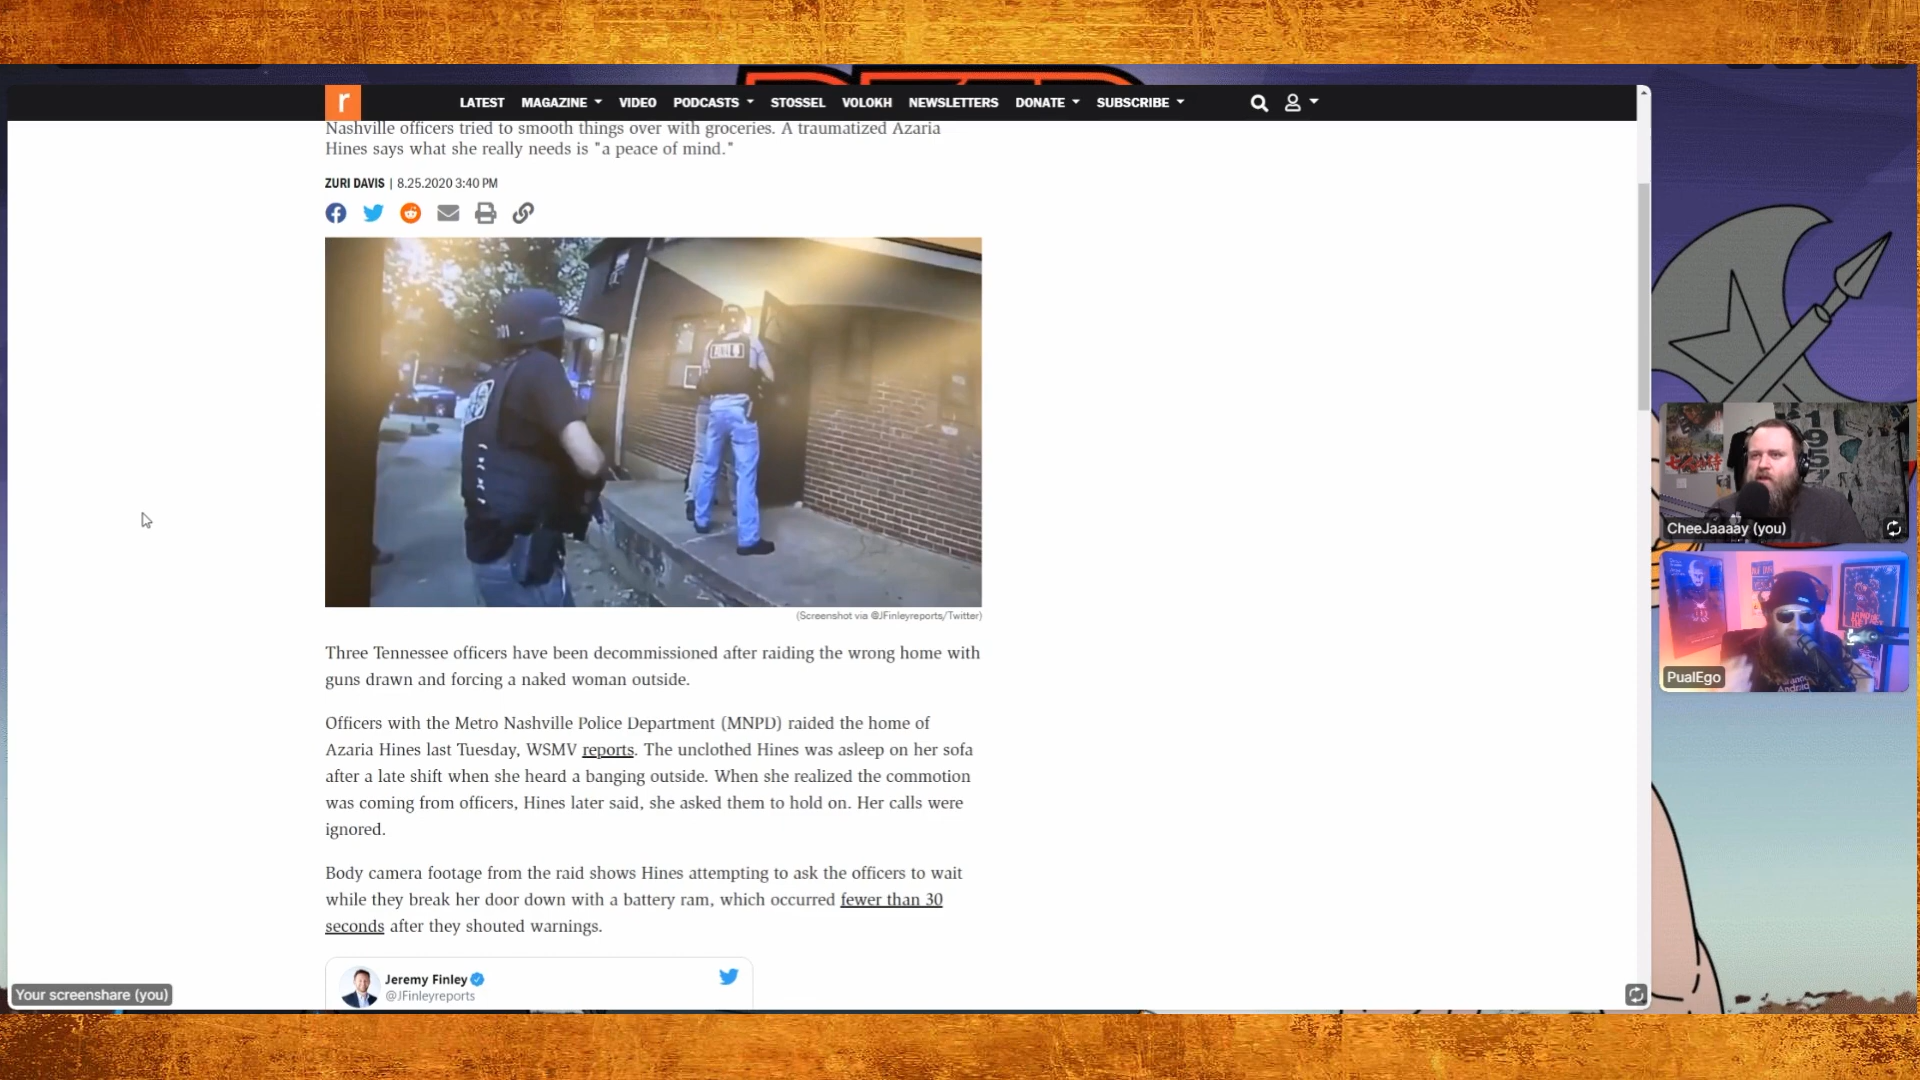 r
LATEST
MAGAZINE
VIDEO
PODCASTS
STOSSEL
VOLOKH
NEWSLETTERS
DONATE
SUBSCRIBE
Nashville officers tried to smooth things over with groceries. A traumatized Azaria
Hines says what she really needs is "a peace of mind."
ZURI DAVIS | 8.25.2020 3:40 PM
(Screenshot via @JFinleyreports/Twitter)
Three Tennessee officers have been decommissioned after raiding the wrong home with
guns drawn and forcing a naked woman outside.
Officers with the Metro Nashville Police Department (MNPD) raided the home of
Azaria Hines last Tuesday, WSMV reports. The unclothed Hines was asleep on her sofa
after a late shift when she heard a banging outside. When she realized the commotion
was coming from officers, Hines later said, she asked them to hold on. Her calls were
ignored.
Body camera footage from the raid shows Hines attempting to ask the officers to wait
while they break her door down with a battery ram, which occurred fewer than 30
seconds after they shouted warnings.
Jeremy Finley
@JFinleyreports
Your screenshare (you)
1957
CheeJaaaay (you)
PualEgo